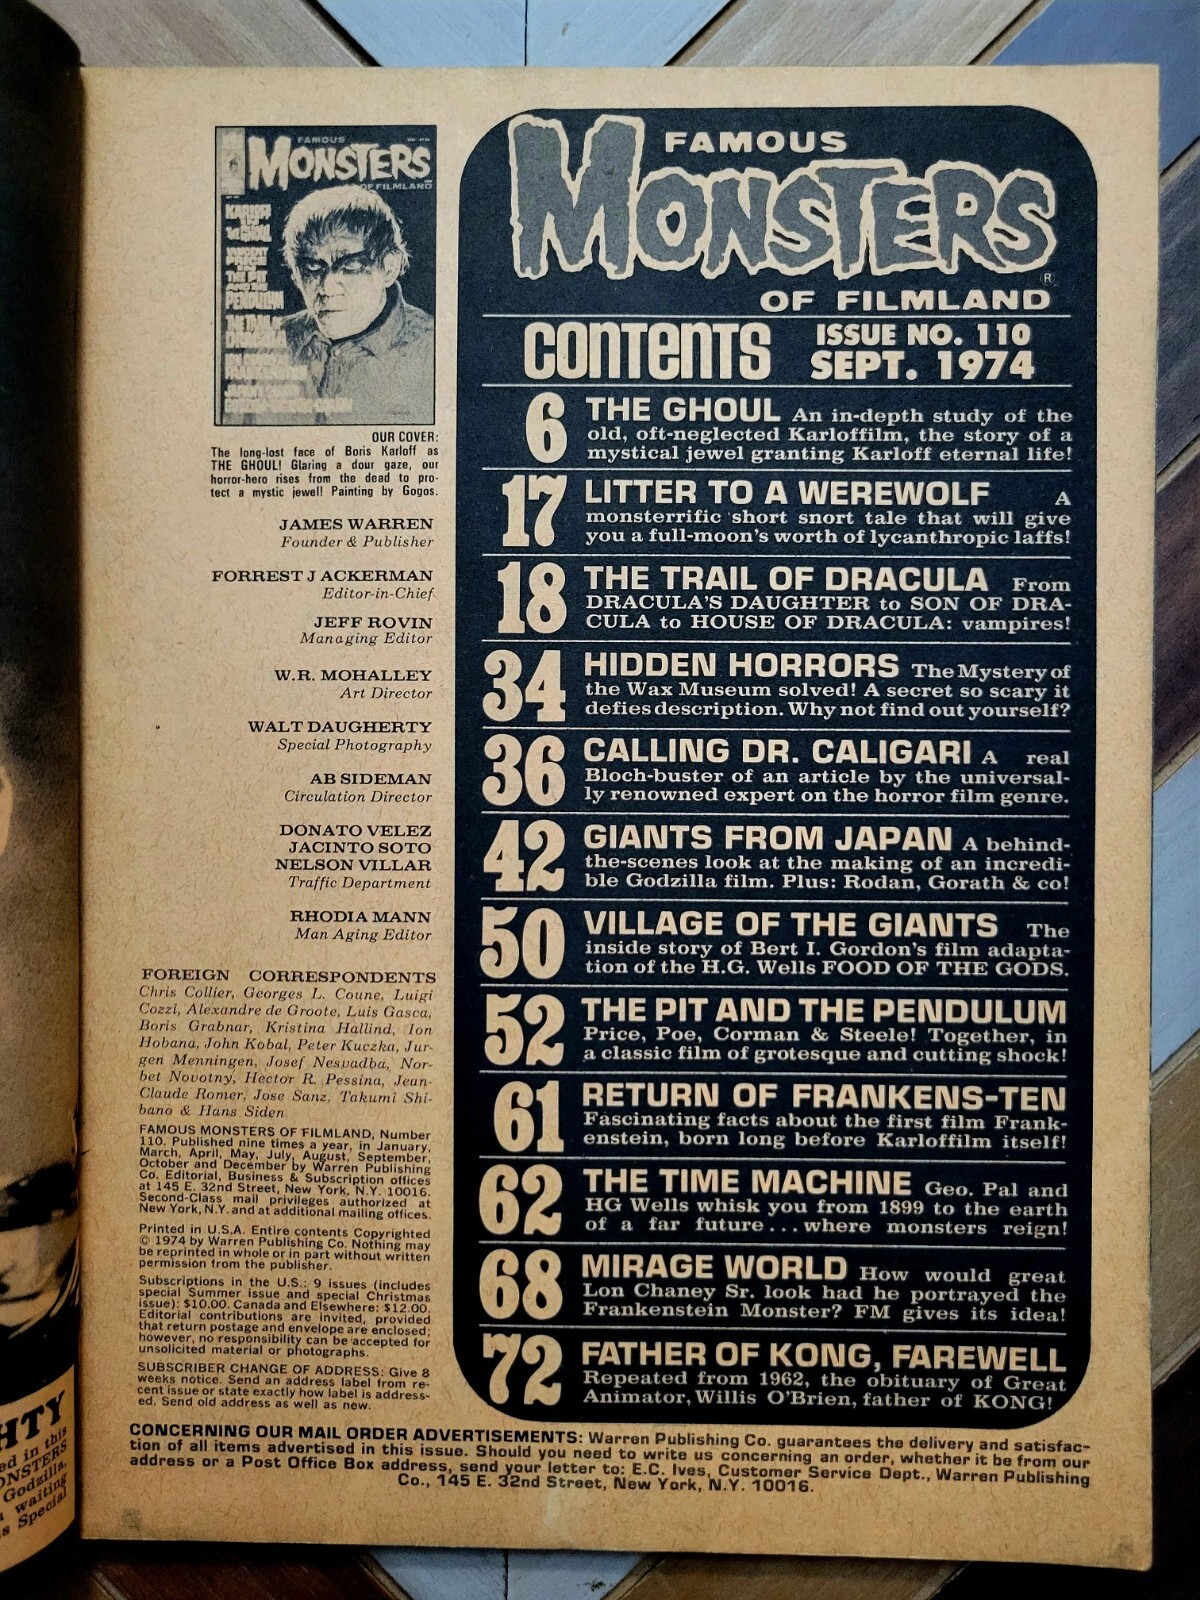 FAMOUS
MONSTERS
OF FILMLAND
KARLOFF
THE GHOUL
THE PIT
AND THE
PENDULUM
OUR COVER:
The long-lost face of Boris Karloff as
THE GHOUL! Glaring a dour gaze, our
horror-hero rises from the dead to pro-
tect a mystic jewel! Painting by Gogos.
JAMES WARREN
Founder & Publisher
FORREST J ACKERMAN
Editor-in-Chief
JEFF ROVIN
Managing Editor
W.R. MOHALLEY
Art Director
WALT DAUGHERTY
Special Photography
AB SIDEMAN
Circulation Director
DONATO VELEZ
JACINTO SOTO
NELSON VILLAR
Traffic Department
RHODIA MANN
Man Aging Editor
FOREIGN CORRESPONDENTS
Chris Collier, Georges L. Coune, Luigi
Cozzi, Alexandre de Groote, Luis Gasca,
Boris Grabnar, Kristina Hallind, Ion
Hobana, John Kobal, Peter Kuczka, Jur-
gen Menningen, Josef Nesvadba, Nor-
bet Novotny, Hector R. Pessina, Jean-
Claude Romer, Jose Sanz, Takumi Shi-
bano & Hans Siden
FAMOUS MONSTERS OF FILMLAND, Number
110. Published nine times a year, in January,
March, April, May, July, August, September,
October and December by Warren Publishing
Co. Editorial, Business & Subscription offices
at 145 E. 32nd Street, New York, N.Y. 10016.
Second-Class mail privileges authorized at
New York, N.Y. and at additional mailing offices.
Printed in U.S.A. Entire contents Copyrighted
© 1974 by Warren Publishing Co. Nothing may
be reprinted in whole or in part without written
permission from the publisher.
Subscriptions in the U.S.: 9 issues (includes
special Summer issue and special Christmas
issue): $10.00. Canada and Elsewhere: $12.00.
Editorial contributions are invited, provided
that return postage and envelope are enclosed;
however, no responsibility can be accepted for
unsolicited material or photographs.
SUBSCRIBER CHANGE OF ADDRESS: Give 8
weeks notice. Send an address label from re-
cent issue or state exactly how label is address-
ed. Send old address as well as new.
FAMOUS
MONSTERS
®
OF FILMLAND
CONTENTS
ISSUE NO. 110
SEPT. 1974
6 THE GHOUL An in-depth study of the
old, oft-neglected Karloffilm, the story of a
mystical jewel granting Karloff eternal life!
17 LITTER TO A WEREWOLF A
monsterrific short snort tale that will give
you a full-moon's worth of lycanthropic laffs!
18 THE TRAIL OF DRACULA From
DRACULA'S DAUGHTER to SON OF DRA-
CULA to HOUSE OF DRACULA: vampires!
34 HIDDEN HORRORS The Mystery of
the Wax Museum solved! A secret so scary it
defies description. Why not find out yourself?
36 CALLING DR. CALIGARI A real
Bloch-buster of an article by the universal-
ly renowned expert on the horror film genre.
42 GIANTS FROM JAPAN A behind-
the-scenes look at the making of an incredi-
ble Godzilla film. Plus: Rodan, Gorath & co!
50 VILLAGE OF THE GIANTS The
inside story of Bert I. Gordon's film adapta-
tion of the H.G. Wells FOOD OF THE GODS.
52 THE PIT AND THE PENDULUM
Price, Poe, Corman & Steele! Together, in
a classic film of grotesque and cutting shock!
61 RETURN OF FRANKENS-TEN
Fascinating facts about the first film Frank-
enstein, born long before Karloffilm itself!
62 THE TIME MACHINE Geo. Pal and
HG Wells whisk you from 1899 to the earth
of a far future...where monsters reign!
68 MIRAGE WORLD How would great
Lon Chaney Sr. look had he portrayed the
Frankenstein Monster? FM gives its idea!
72 FATHER OF KONG, FAREWELL
Repeated from 1962, the obituary of Great
Animator, Willis O'Brien, father of KONG!
CONCERNING OUR MAIL ORDER ADVERTISEMENTS: Warren Publishing Co. guarantees the delivery and satisfac-
tion of all items advertised in this issue. Should you need to write us concerning an order, whether it be from our
address or a Post Office Box address, send your letter to: E.C. Ives, Customer Service Dept., Warren Publishing
Co., 145 E. 32nd Street, New York, N.Y. 10016.
HTY
ed in this
ONSTERS
Godzilla,
waiting
s Special